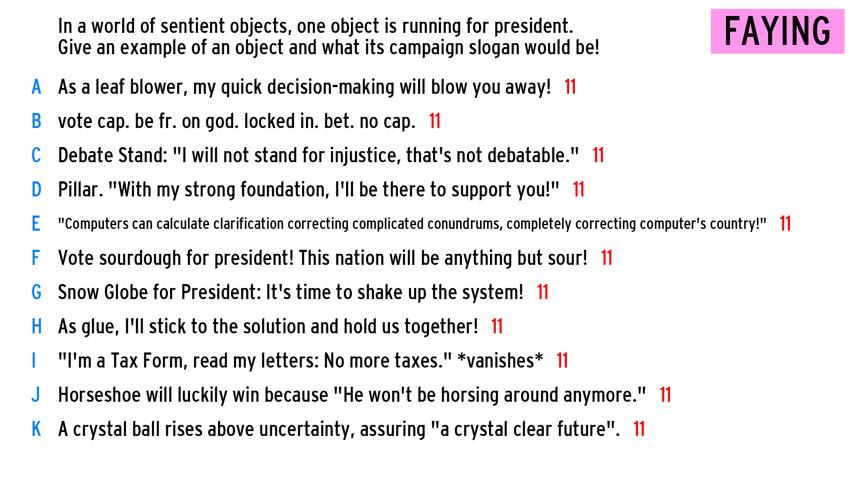 In a world of sentient objects, one object is running for president.
Give an example of an object and what its campaign slogan would be!
FAYING
A As a leaf blower, my quick decision-making will blow you away! 11
B vote cap. be fr. on god. locked in. bet. no cap. 11
C Debate Stand: "I will not stand for injustice, that's not debatable." 11
D Pillar. "With my strong foundation, I'll be there to support you!" 11
E "Computers can calculate clarification correcting complicated conundrums, completely correcting computer's country!" 11
F Vote sourdough for president! This nation will be anything but sour! 11
G Snow Globe for President: It's time to shake up the system! 11
H As glue, I'll stick to the solution and hold us together! 11
I "I'm a Tax Form, read my letters: No more taxes." *vanishes* 11
J Horseshoe will luckily win because "He won't be horsing around anymore." 11
K A crystal ball rises above uncertainty, assuring "a crystal clear future". 11